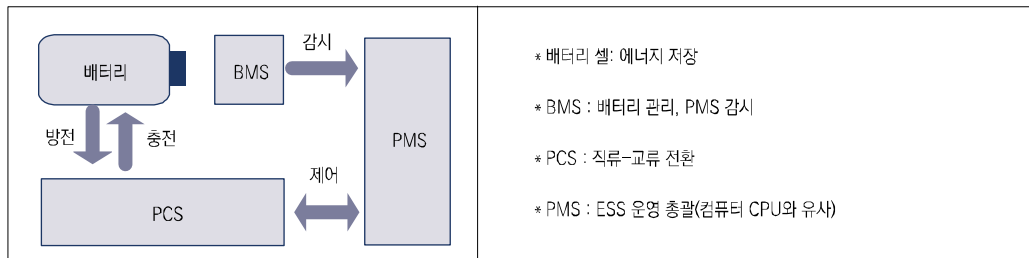 배터리
BMS
감시
PMS
방전
충전
제어
PCS
* 배터리 셀: 에너지 저장
* BMS : 배터리 관리, PMS 감시
* PCS : 직류-교류 전환
* PMS : ESS 운영 총괄(컴퓨터 CPU와 유사)